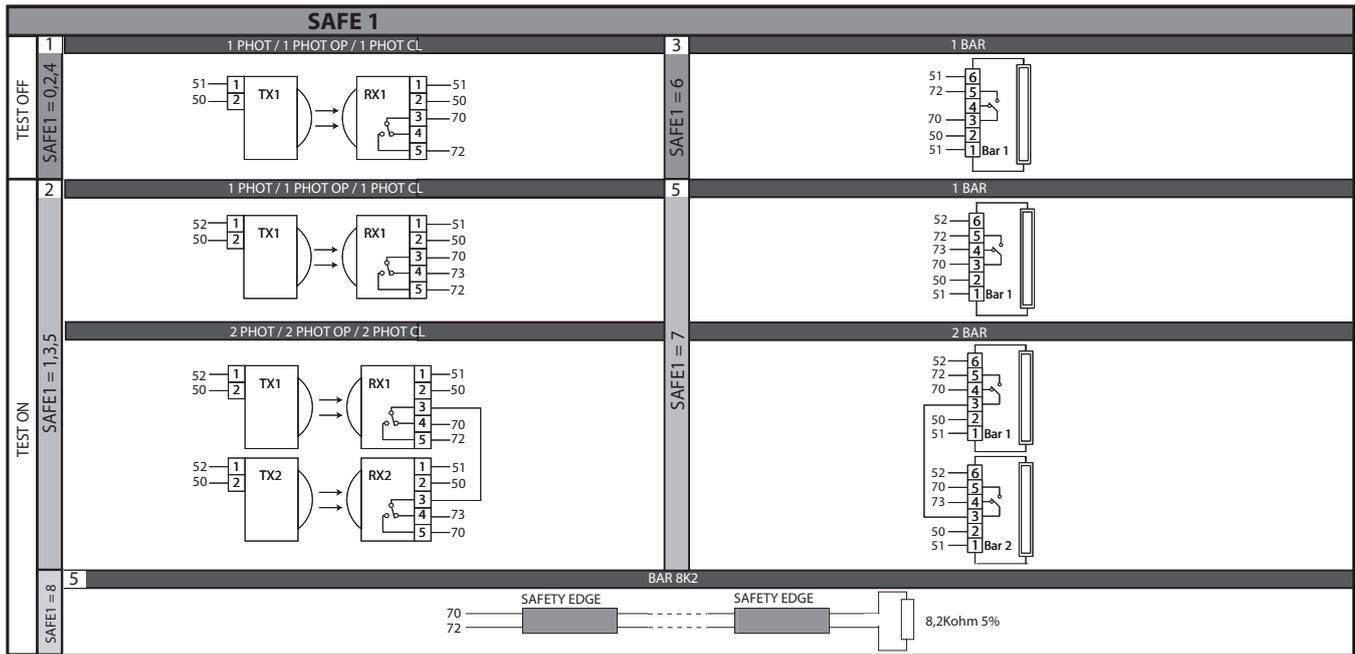 SAFE 1
TEST OFF
1
SAFE1 = 0,2,4
1 PHOT / 1 PHOT OP / 1 PHOT CL
51 1 TX1 RX1 1 51
50 2 2 50
3 70
4
5 72
3
SAFE1 = 6
1 BAR
51 6
72 5
4
70 3
50 2
51 1 Bar 1
TEST ON
2
SAFE1 = 1,3,5
1 PHOT / 1 PHOT OP / 1 PHOT CL
52 1 TX1 RX1 1 51
50 2 2 50
3 70
4 73
5 72
5
SAFE1 = 7
1 BAR
52 6
72 5
73 4
70 3
50 2
51 1 Bar 1
2 PHOT / 2 PHOT OP / 2 PHOT CL
52 1 TX1 RX1 1 51
50 2 2 50
3
4 70
5 72
52 1 TX2 RX2 1 51
50 2 2 50
3
4 73
5 70
2 BAR
52 6
72 5
70 4
3
50 2
51 1 Bar 1
52 6
70 5
73 4
3
50 2
51 1 Bar 2
SAFE1 = 8
5
BAR 8K2
70 SAFETY EDGE SAFETY EDGE
72
8,2Kohm 5%